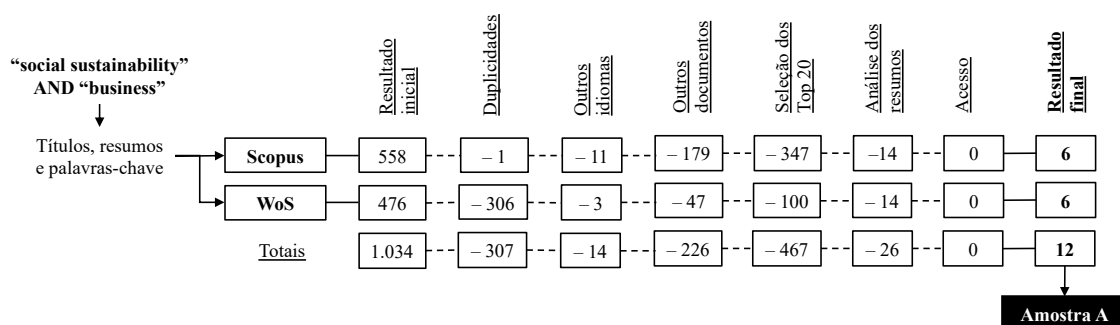 “social sustainability”
AND “business”
Títulos, resumos
e palavras-chave
Resultado
inicial
Duplicidades
Outros
idiomas
Outros
documentos
Seleção dos
Top 20
Análise dos
resumos
Acesso
Resultado
final
Scopus 558 – 1 – 11 – 179 – 347 –14 0 6
WoS 476 – 306 – 3 – 47 – 100 – 14 0 6
Totais 1.034 – 307 – 14 – 226 – 467 – 26 0 12
Amostra A